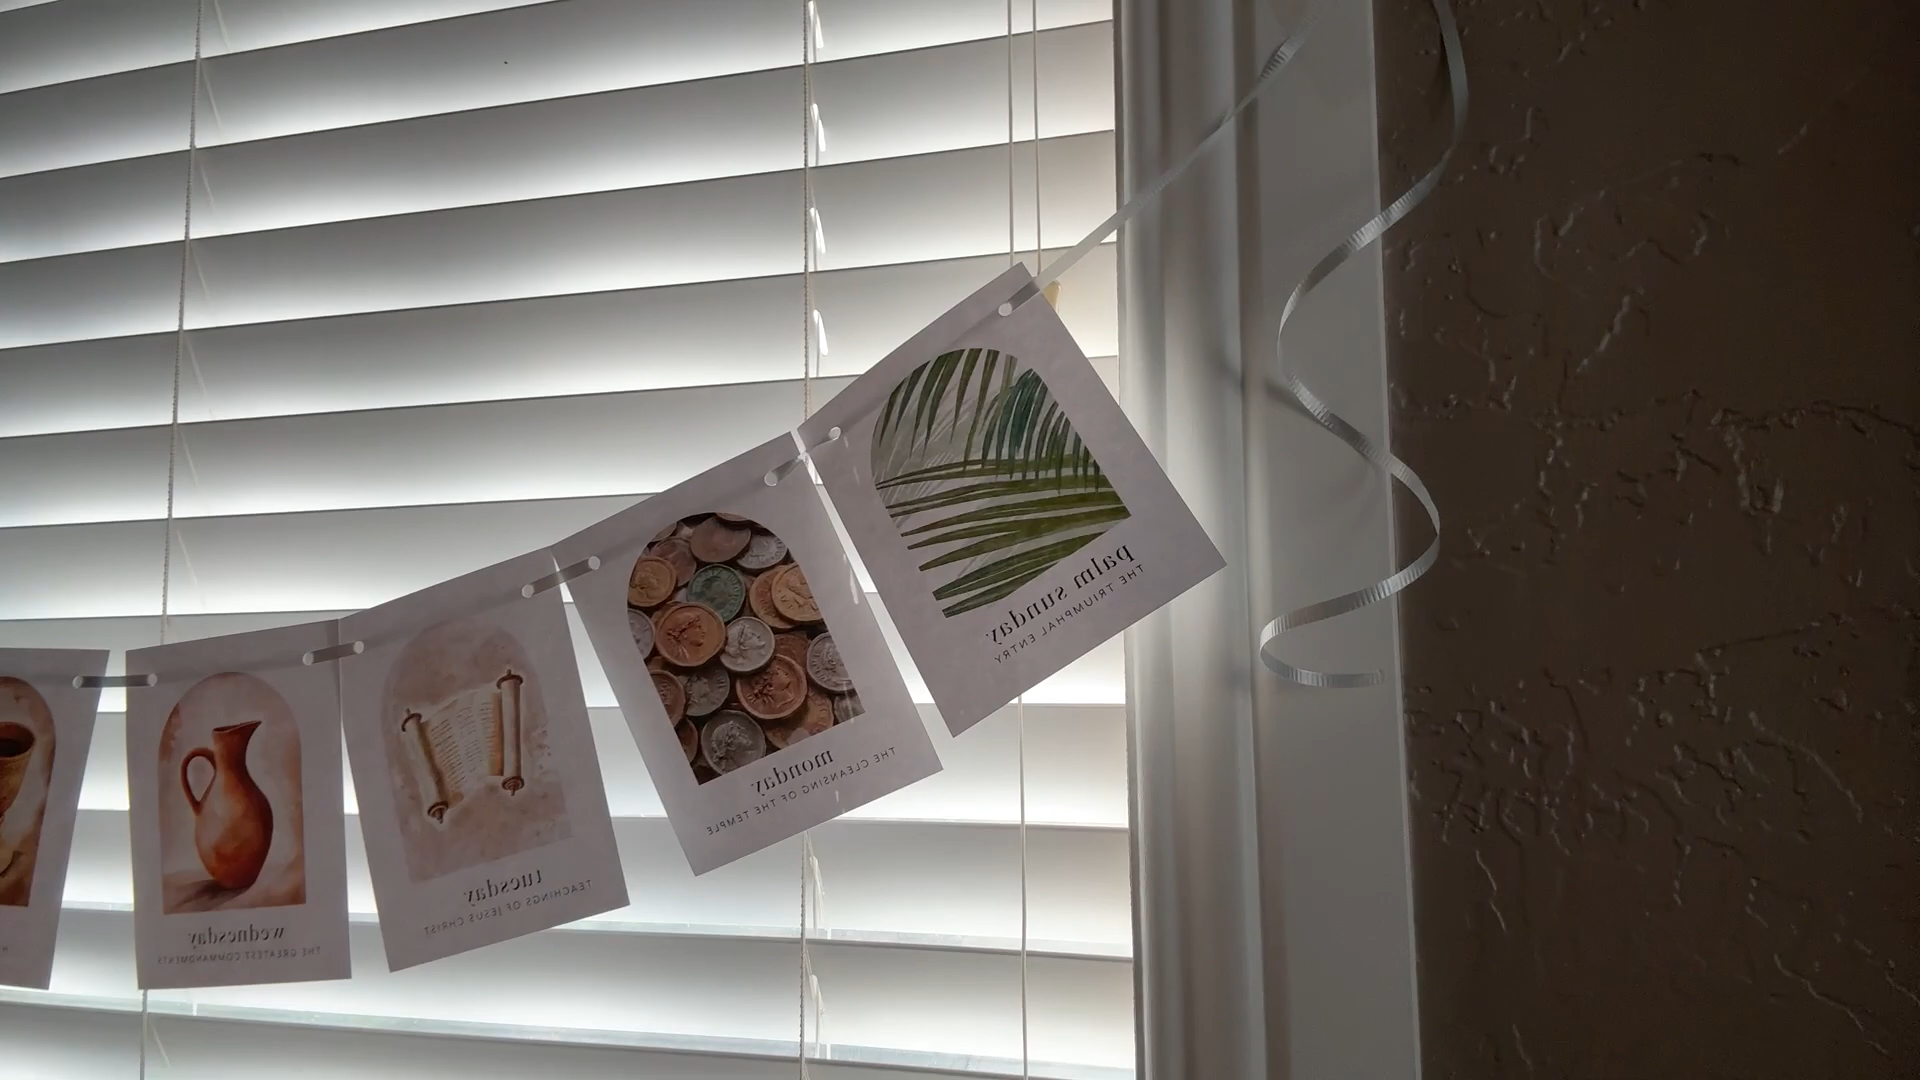 palm sunday
THE TRIUMPHAL ENTRY
monday
THE CLEANSING OF THE TEMPLE
tuesday
TEACHINGS OF JESUS CHRIST
wednesday
THE GREATEST COMMANDMENTS